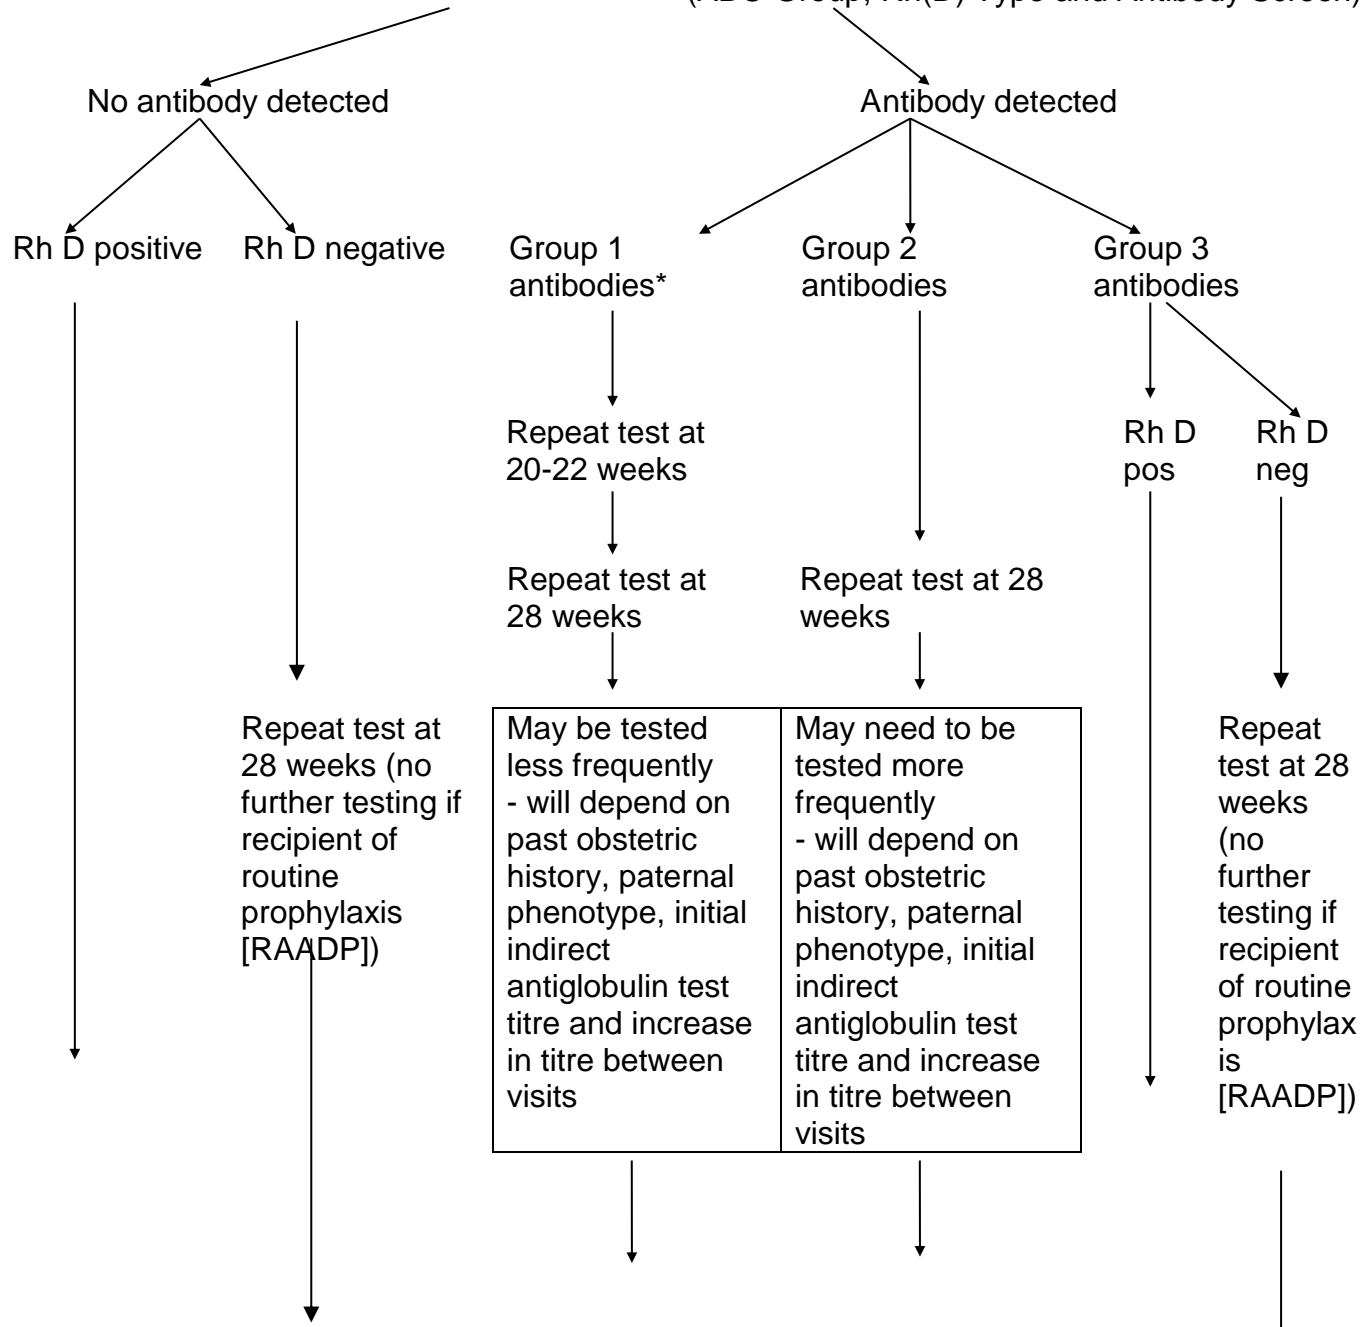 (ABO Group, Rh(D) Type and Antibody Screen)
No antibody detected
Antibody detected
Rh D positive
Rh D negative
Group 1
antibodies*
Group 2
antibodies
Group 3
antibodies
Repeat test at
20-22 weeks
Rh D
pos
Rh D
neg
Repeat test at
28 weeks
Repeat test at 28
weeks
Repeat test at
28 weeks (no
further testing if
recipient of
routine
prophylaxis
[RAADP])
May be tested
less frequently
- will depend on
past obstetric
history, paternal
phenotype, initial
indirect
antiglobulin test
titre and increase
in titre between
visits
May need to be
tested more
frequently
- will depend on
past obstetric
history, paternal
phenotype, initial
indirect
antiglobulin test
titre and increase
in titre between
visits
Repeat
test at 28
weeks
(no
further
testing if
recipient
of routine
prophylax
is
[RAADP])